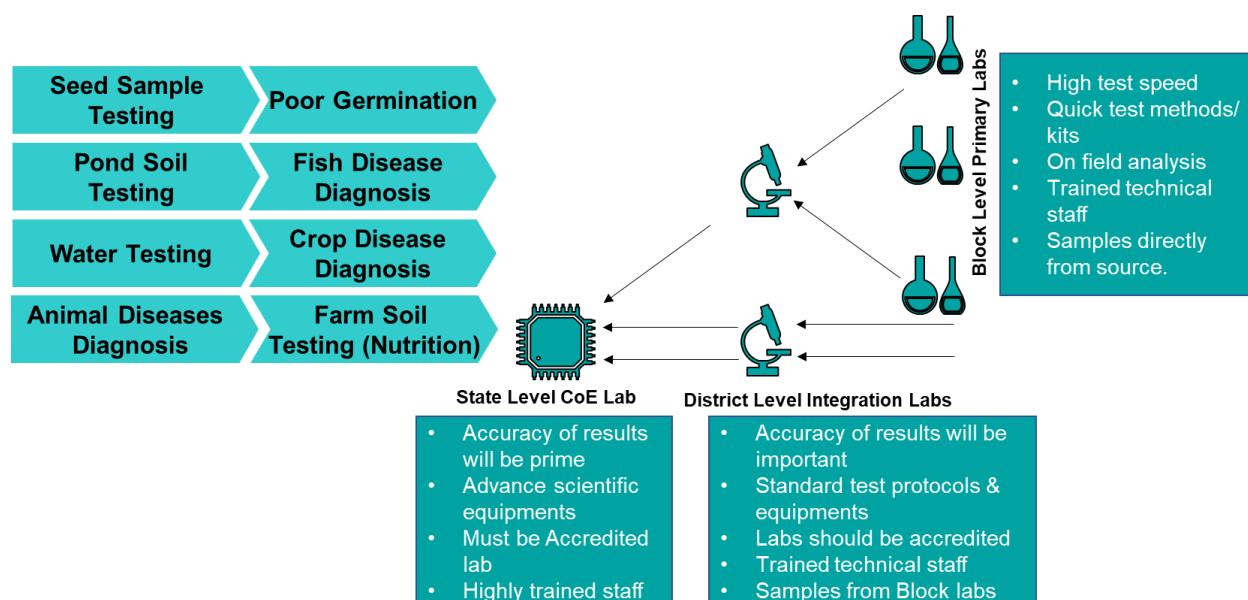 Seed Sample
Testing
Poor Germination
Pond Soil
Testing
Fish Disease
Diagnosis
Water Testing
Crop Disease
Diagnosis
Animal Diseases
Diagnosis
Farm Soil
Testing (Nutrition)
Block Level Primary Labs
• High test speed
• Quick test methods/
kits
• On field analysis
• Trained technical
staff
• Samples directly
from source.
State Level CoE Lab
• Accuracy of results
will be prime
• Advance scientific
equipments
• Must be Accredited
lab
• Highly trained staff
District Level Integration Labs
• Accuracy of results will be
important
• Standard test protocols &
equipments
• Labs should be accredited
• Trained technical staff
• Samples from Block labs